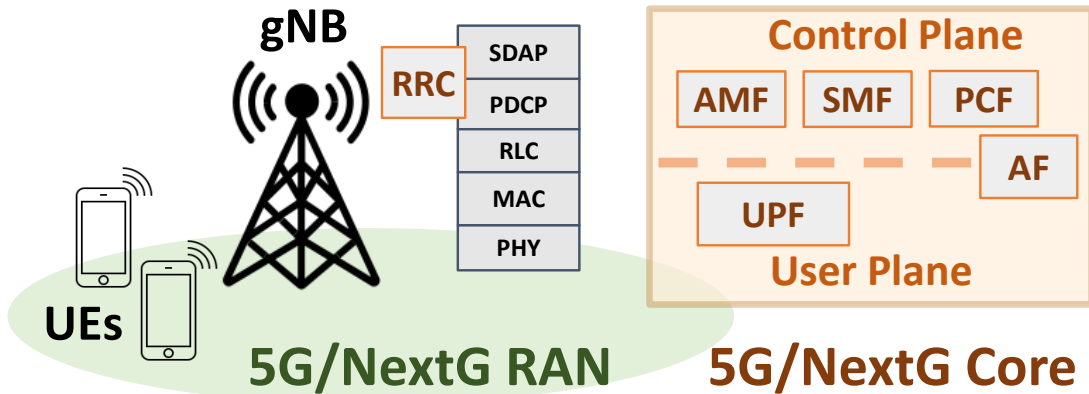 gNB
RRC
SDAP
PDCP
RLC
MAC
PHY
UEs
5G/NextG RAN
Control Plane
AMF
SMF
PCF
AF
UPF
User Plane
5G/NextG Core